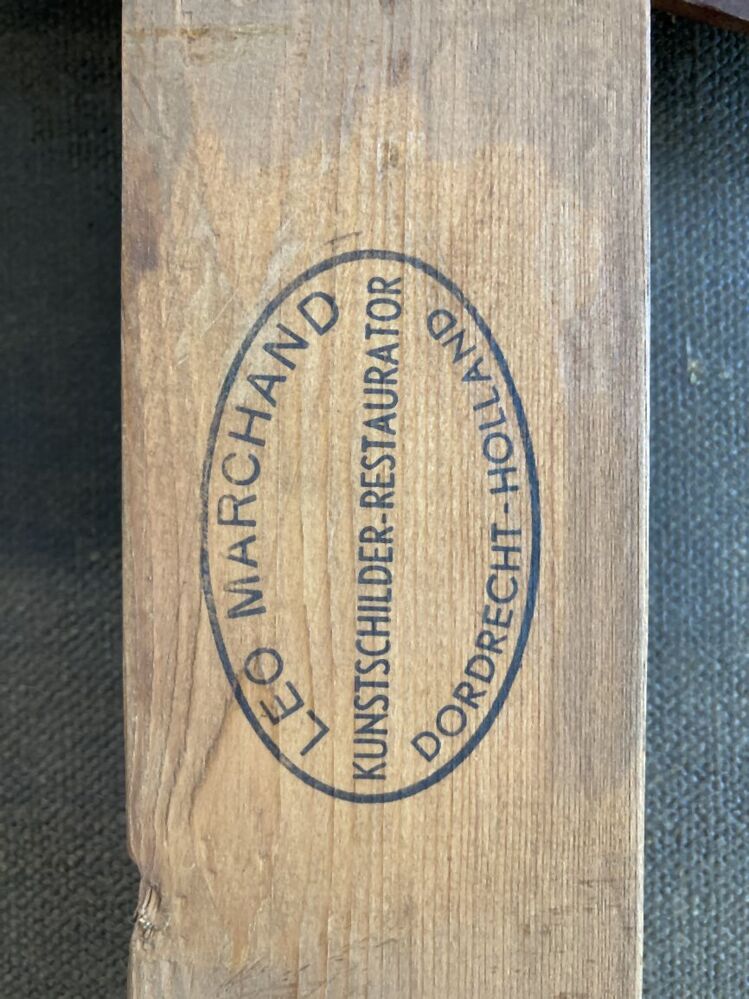 LEO MARCHAND
KUNSTSCHILDER-RESTAURATOR
DORDRECHT-HOLLAND